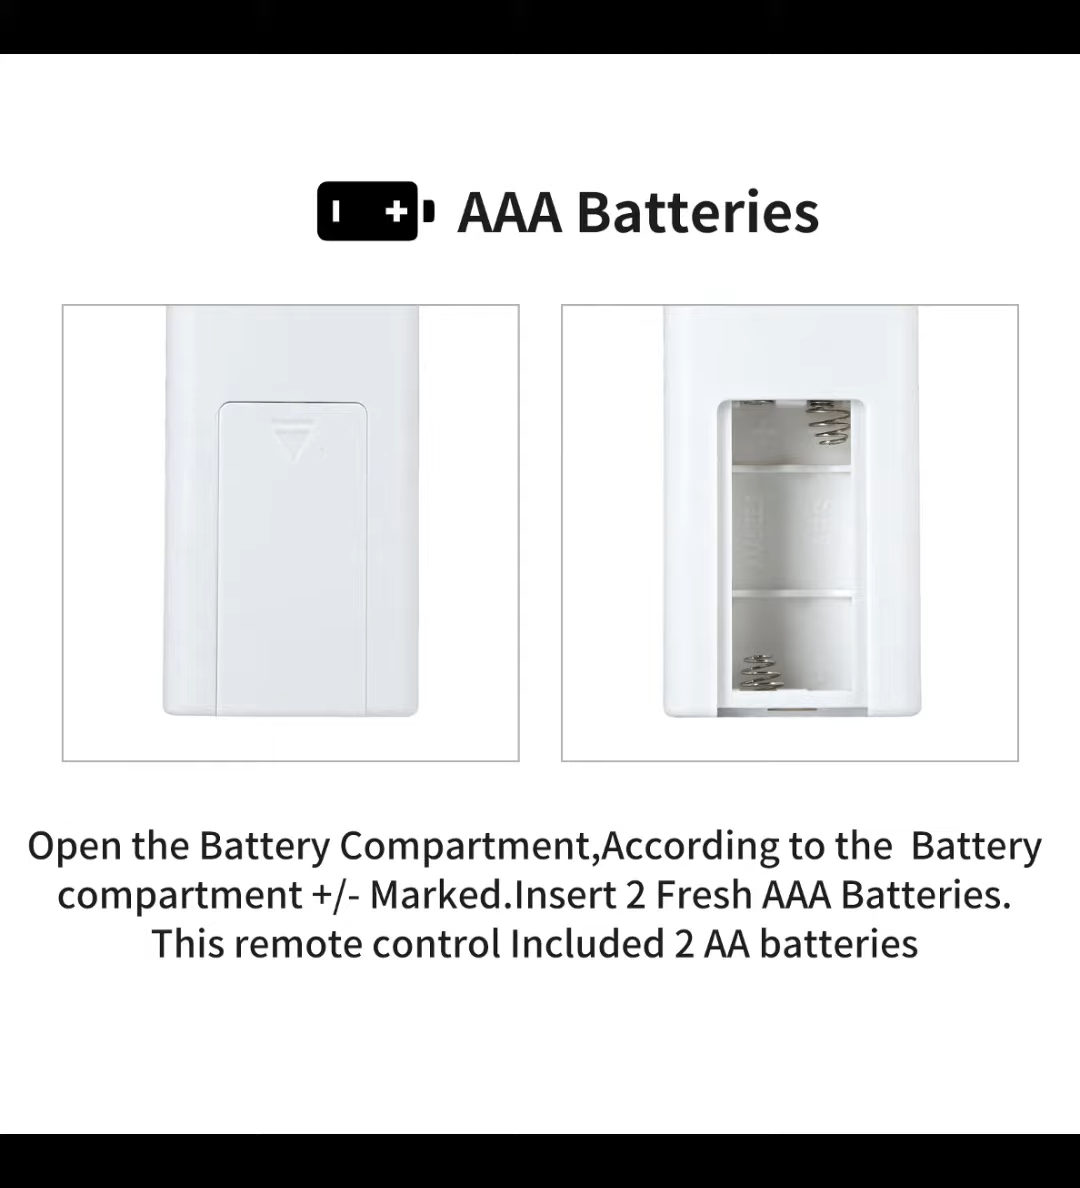 AAA Batteries
Open the Battery Compartment,According to the  Battery
compartment +/- Marked.Insert 2 Fresh AAA Batteries.
This remote control Included 2 AA batteries